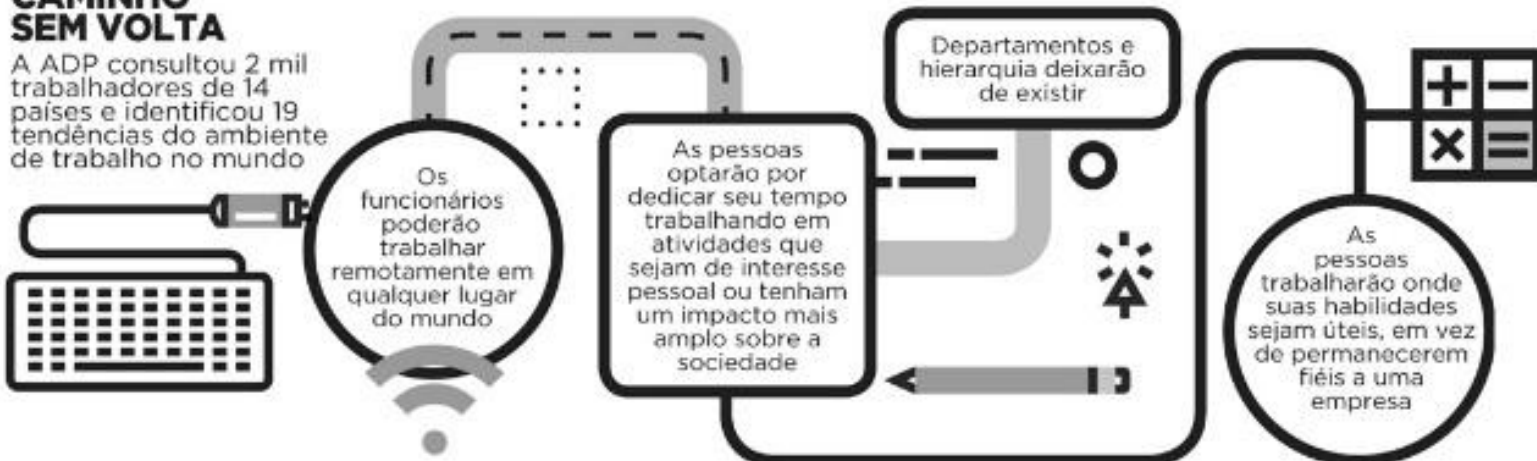 CAMINHO
SEM VOLTA
A ADP consultou 2 mil
trabalhadores de 14
países e identificou 19
tendências do ambiente
de trabalho no mundo
Os
funcionários
poderão
trabalhar
remotamente em
qualquer lugar
do mundo
As pessoas
optarão por
dedicar seu tempo
trabalhando em
atividades que
sejam de interesse
pessoal ou tenham
um impacto mais
amplo sobre a
sociedade
Departamentos e
hierarquia deixarão
de existir
As
pessoas
trabalharão onde
suas habilidades
sejam úteis, em vez
de permanecerem
fiéis a uma
empresa